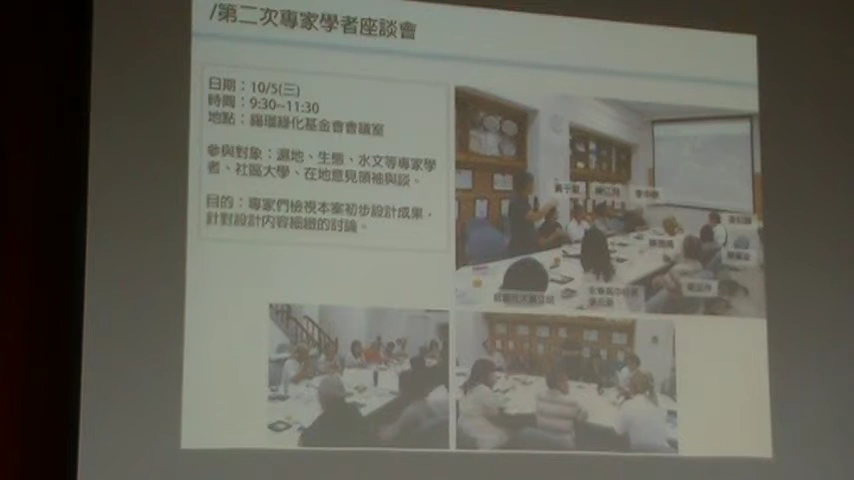 /第二次專家學者座談會
日期：10/5(三)
時間：9:30~11:30
地點：錫瑠綠化基金會會議室
參與對象：濕地、生態、水文等專家學
者、社區大學、在地意見領袖與談。
目的：專家們檢視本案初步設計成果，
針對設計內容細緻的討論。